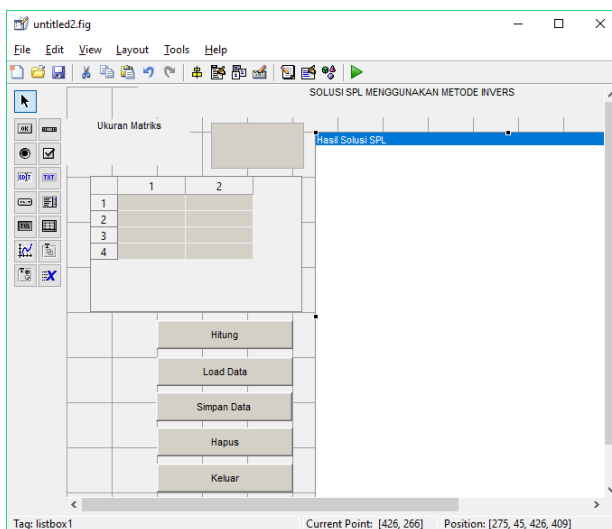 untitled2.fig
File Edit View Layout Tools Help
SOLUSI SPL MENGGUNAKAN METODE INVERS
Ukuran Matriks
Hasil Solusi SPL
1 2
1
2
3
4
Hitung
Load Data
Simpan Data
Hapus
Keluar
Tag: listbox1 Current Point: [426, 266] Position: [275, 45, 426, 409]